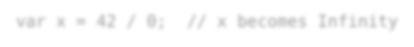 var x = 42 / 0;  // x becomes Infinity